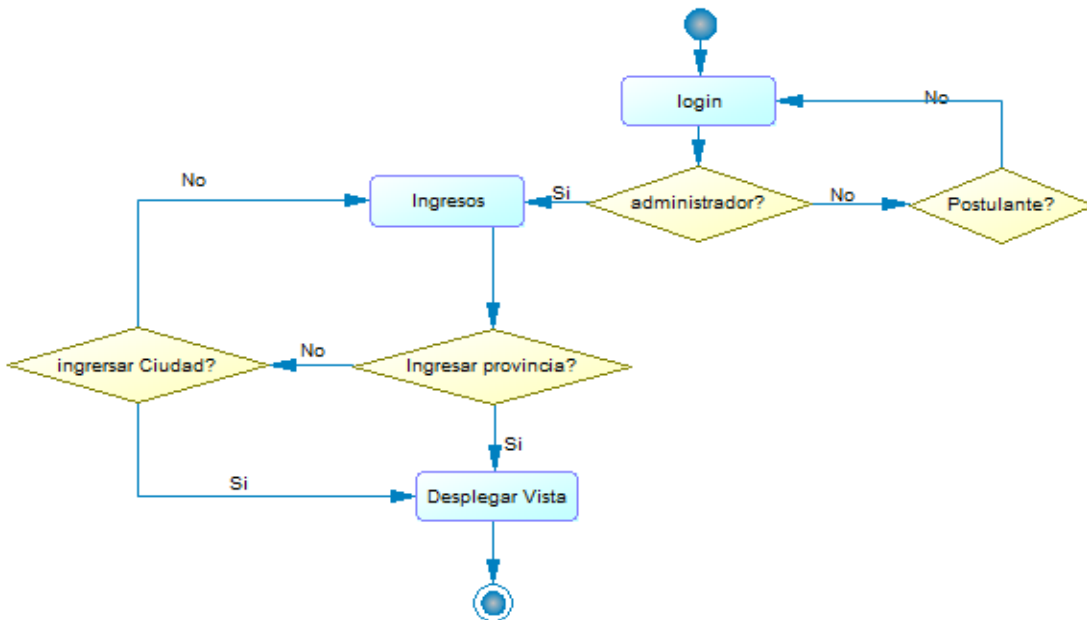 login
No
No
Ingresos
Si
administrador?
No
Postulante?
ingrersar Ciudad?
No
Ingresar provincia?
Si
Si
Desplegar Vista